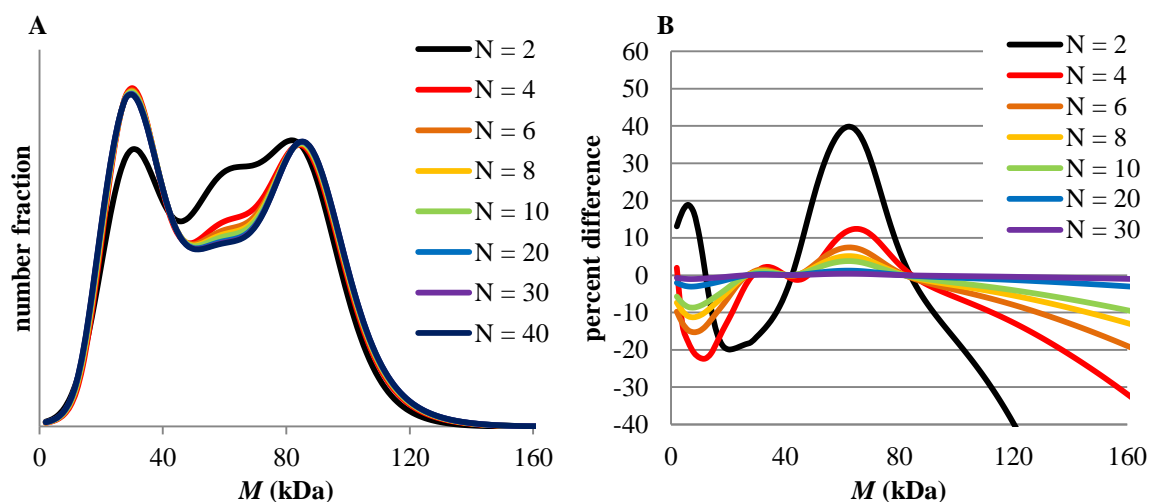 A
number fraction
N = 2
N = 4
N = 6
N = 8
N = 10
N = 20
N = 30
N = 40
0 40 80 120 160
M (kDa)
B
percent difference
60
50
40
30
20
10
0
-10
-20
-30
-40
N = 2
N = 4
N = 6
N = 8
N = 10
N = 20
N = 30
0 40 80 120 160
M (kDa)